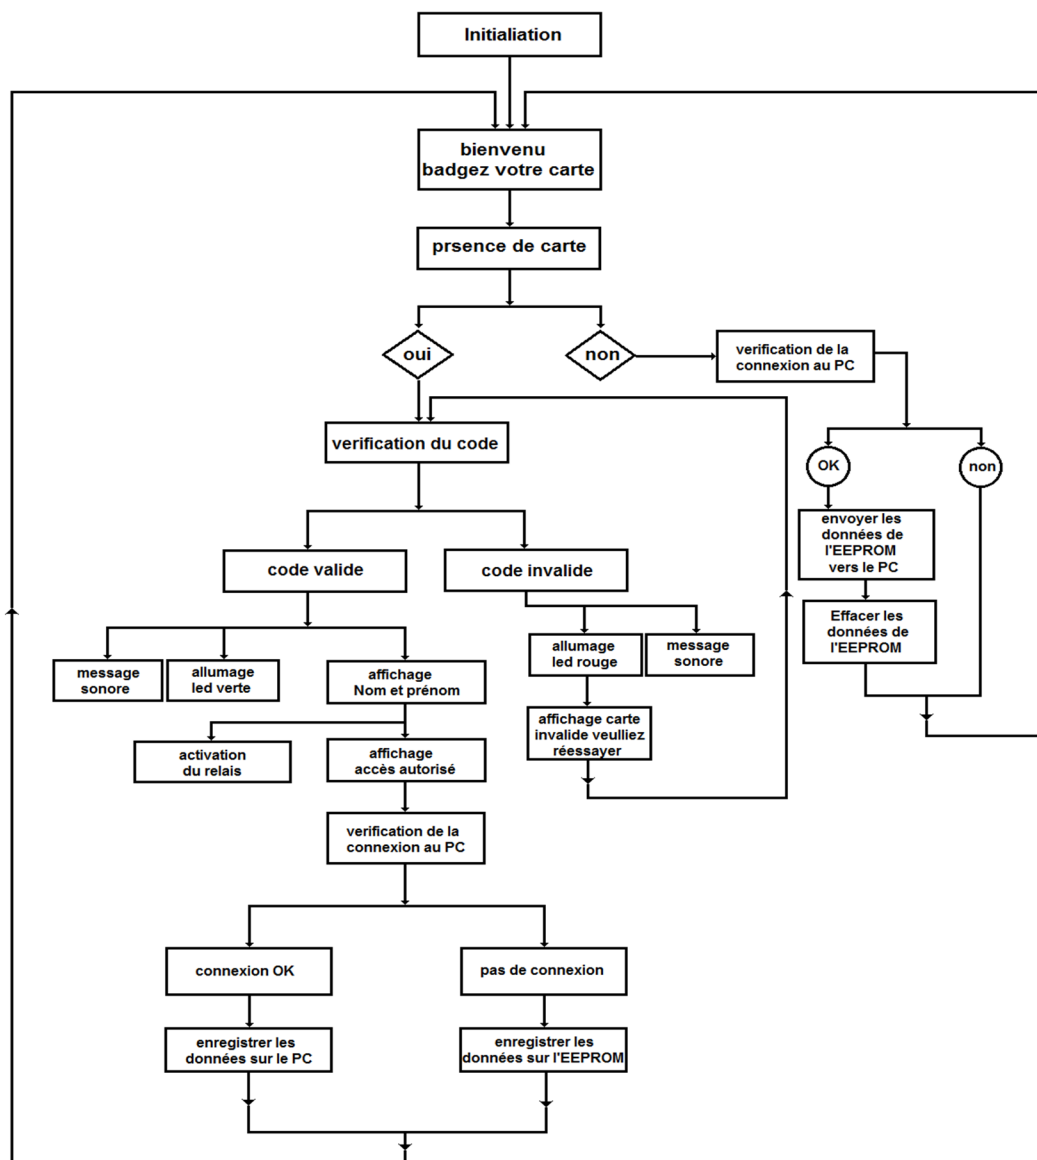 Initialiation
bienvenu
badgez votre carte
prsence de carte
oui
non
verification de la
connexion au PC
verification du code
OK
non
envoyer les
données de
l'EEPROM
vers le PC
code valide
code invalide
Effacer les
données de
l'EEPROM
message
sonore
allumage
led verte
affichage
Nom et prénom
allumage
led rouge
message
sonore
affichage carte
invalide veulliez
réessayer
activation
du relais
affichage
accès autorisé
verification de la
connexion au PC
connexion OK
pas de connexion
enregistrer les
données sur le PC
enregistrer les
données sur l'EEPROM